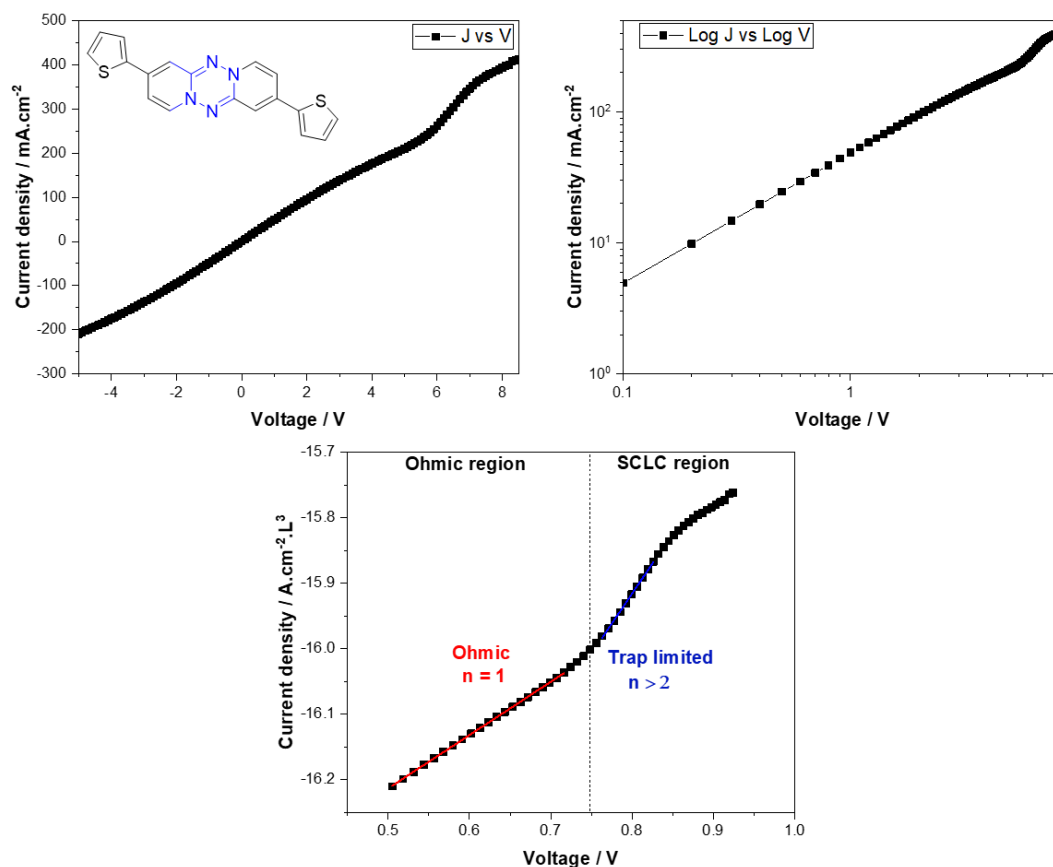 J vs V
S
N
N
N
N
S
500
400
300
200
100
0
-100
-200
-300
-4
-2
0
2
4
6
8
Current density / mA.cm⁻²
Voltage / V
Log J vs Log V
10²
10¹
10⁰
0.1
1
Current density / mA.cm⁻²
Voltage / V
Ohmic region
SCLC region
-15.7
-15.8
-15.9
-16.0
-16.1
-16.2
Ohmic
n = 1
Trap limited
n > 2
0.5
0.6
0.7
0.8
0.9
1.0
Current density / A.cm⁻².L³
Voltage / V